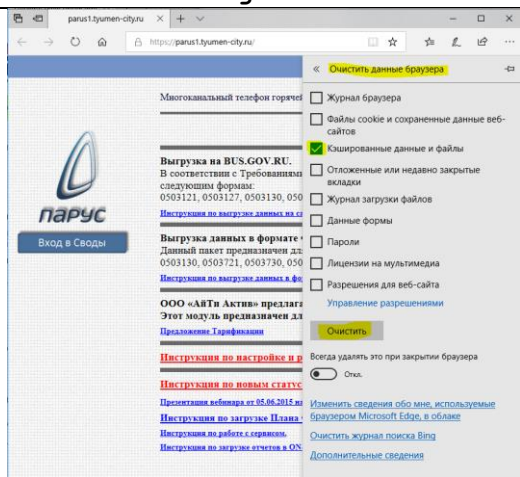 parus1.tyumen-city.ru
https://parus1.tyumen-city.ru/
Многоканальный телефон горячей
парус
Вход в Своды
Выгрузка на BUS.GOV.RU.
В соответствии с Требованиями
следующим формам:
0503121, 0503127, 0503130, 050
Инструкция по выгрузке данных на
Выгрузка данных в формате
Данный пакет предназначен для
0503130, 0503721, 0503730, 050
Инструкция по выгрузке данных в
ООО «АйТи Актив» предлага
Этот модуль предназначен дл
Предложение Тарификации
Инструкция по настройке и р
Инструкция по новым статус
Презентация вебинара от 05.06.2015
Инструкция по загрузке Плана
Инструкция по работе с сервисом.
Инструкция по загрузке отчетов в ON
Очистить данные браузера
Журнал браузера
Файлы cookie и сохраненные данные веб-
сайтов
Кэшированные данные и файлы
Отложенные или недавно закрытые
вкладки
Журнал загрузки файлов
Данные формы
Пароли
Лицензии на мультимедиа
Разрешения для веб-сайта
Управление разрешениями
Очистить
Всегда удалять это при закрытии браузера
Откл.
Изменить сведения обо мне, используемые
браузером Microsoft Edge, в облаке
Очистить журнал поиска Bing
Дополнительные сведения